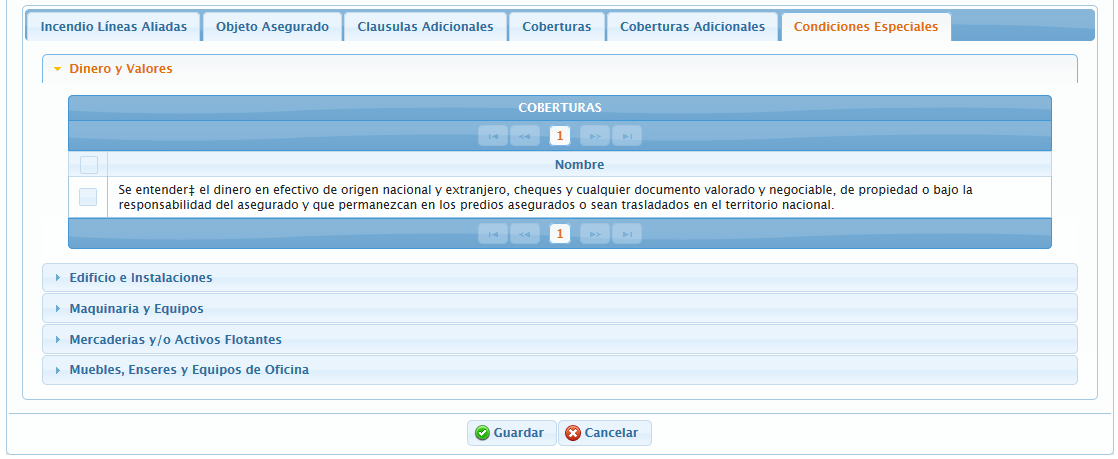 Incendio Líneas Aliadas Objeto Asegurado Clausulas Adicionales Coberturas Coberturas Adicionales Condiciones Especiales
Dinero y Valores
COBERTURAS
1
Nombre
Se entender‡ el dinero en efectivo de origen nacional y extranjero, cheques y cualquier documento valorado y negociable, de propiedad o bajo la
responsabilidad del asegurado y que permanezcan en los predios asegurados o sean trasladados en el territorio nacional.
1
Edificio e Instalaciones
Maquinaria y Equipos
Mercaderias y/o Activos Flotantes
Muebles, Enseres y Equipos de Oficina
Guardar Cancelar